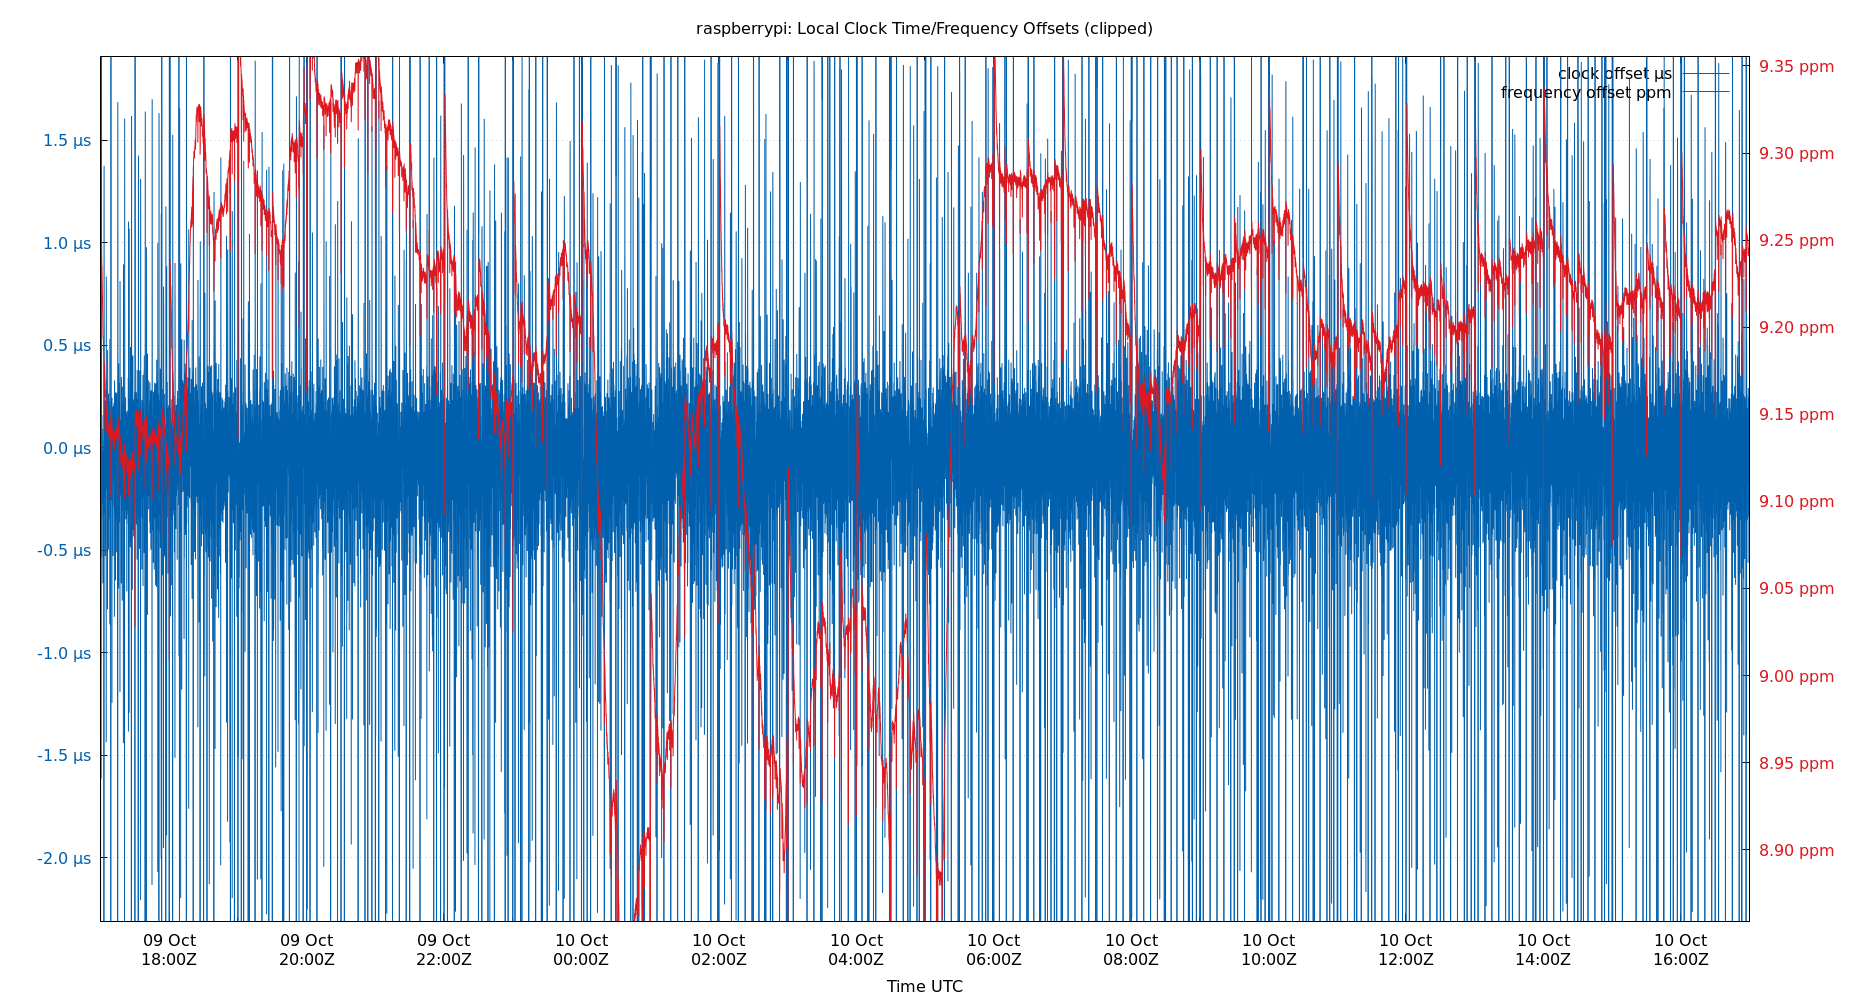 raspberrypi: Local Clock Time/Frequency Offsets (clipped)
clock offset µs
frequency offset ppm
1.5 µs
1.0 µs
0.5 µs
0.0 µs
-0.5 µs
-1.0 µs
-1.5 µs
-2.0 µs
9.35 ppm
9.30 ppm
9.25 ppm
9.20 ppm
9.15 ppm
9.10 ppm
9.05 ppm
9.00 ppm
8.95 ppm
8.90 ppm
09 Oct 09 Oct 09 Oct 10 Oct 10 Oct 10 Oct 10 Oct 10 Oct 10 Oct 10 Oct 10 Oct 10 Oct
18:00Z 20:00Z 22:00Z 00:00Z 02:00Z 04:00Z 06:00Z 08:00Z 10:00Z 12:00Z 14:00Z 16:00Z
Time UTC